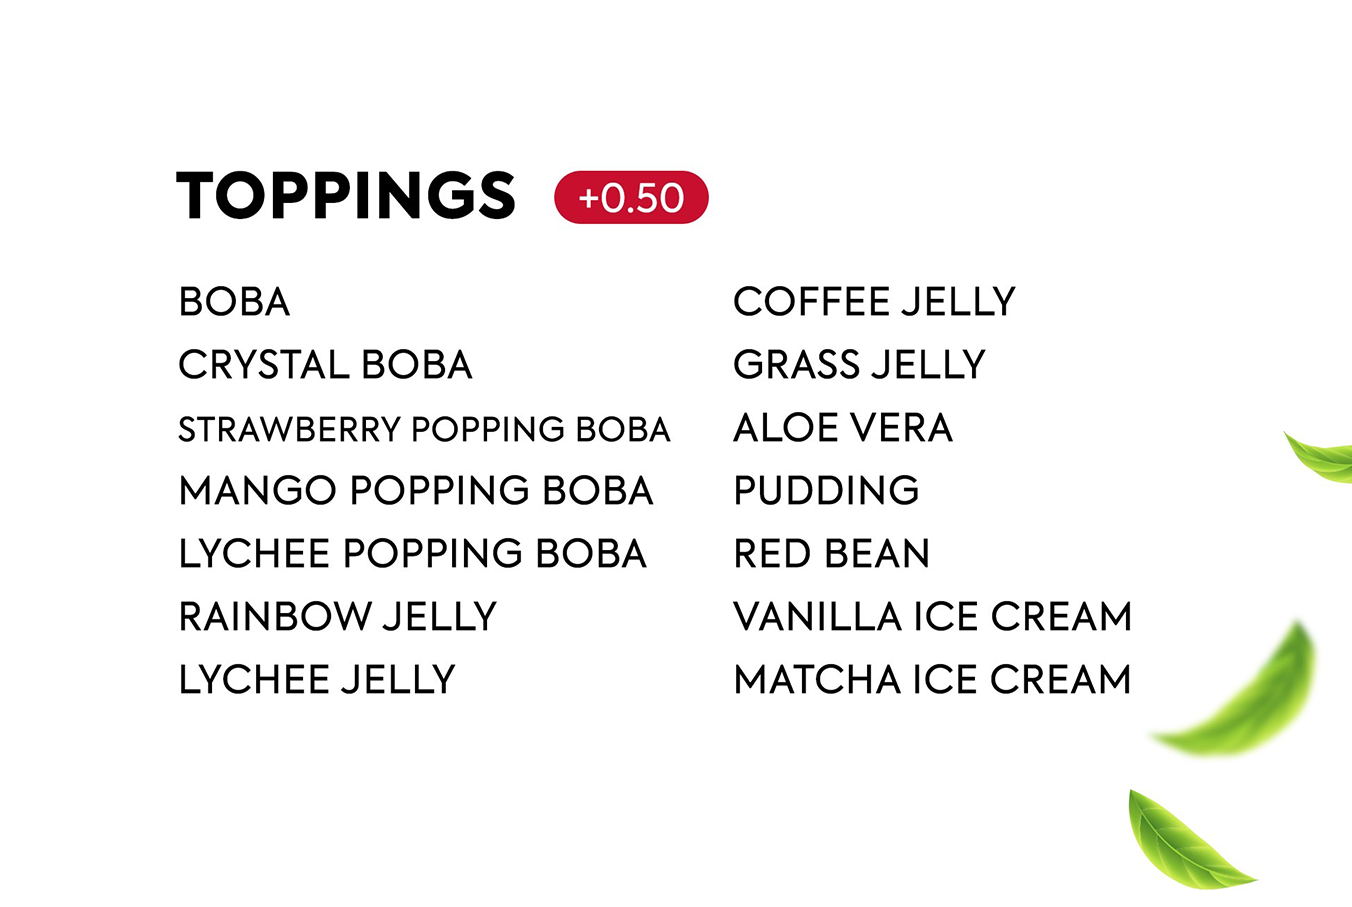 TOPPINGS +0.50
BOBA
CRYSTAL BOBA
STRAWBERRY POPPING BOBA
MANGO POPPING BOBA
LYCHEE POPPING BOBA
RAINBOW JELLY
LYCHEE JELLY
COFFEE JELLY
GRASS JELLY
ALOE VERA
PUDDING
RED BEAN
VANILLA ICE CREAM
MATCHA ICE CREAM